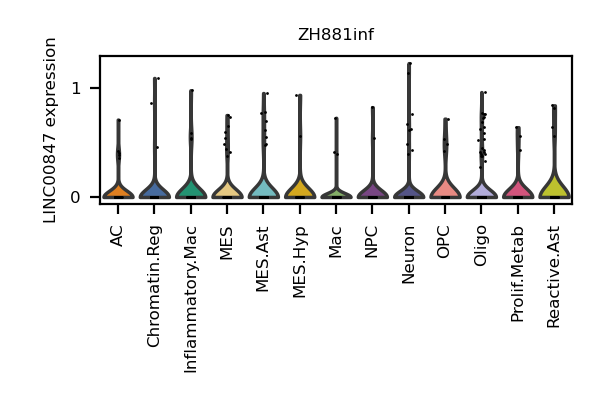 ZH881inf
LINC00847 expression
1
0
AC
Chromatin.Reg
Inflammatory.Mac
MES
MES.Ast
MES.Hyp
Mac
NPC
Neuron
OPC
Oligo
Prolif.Metab
Reactive.Ast